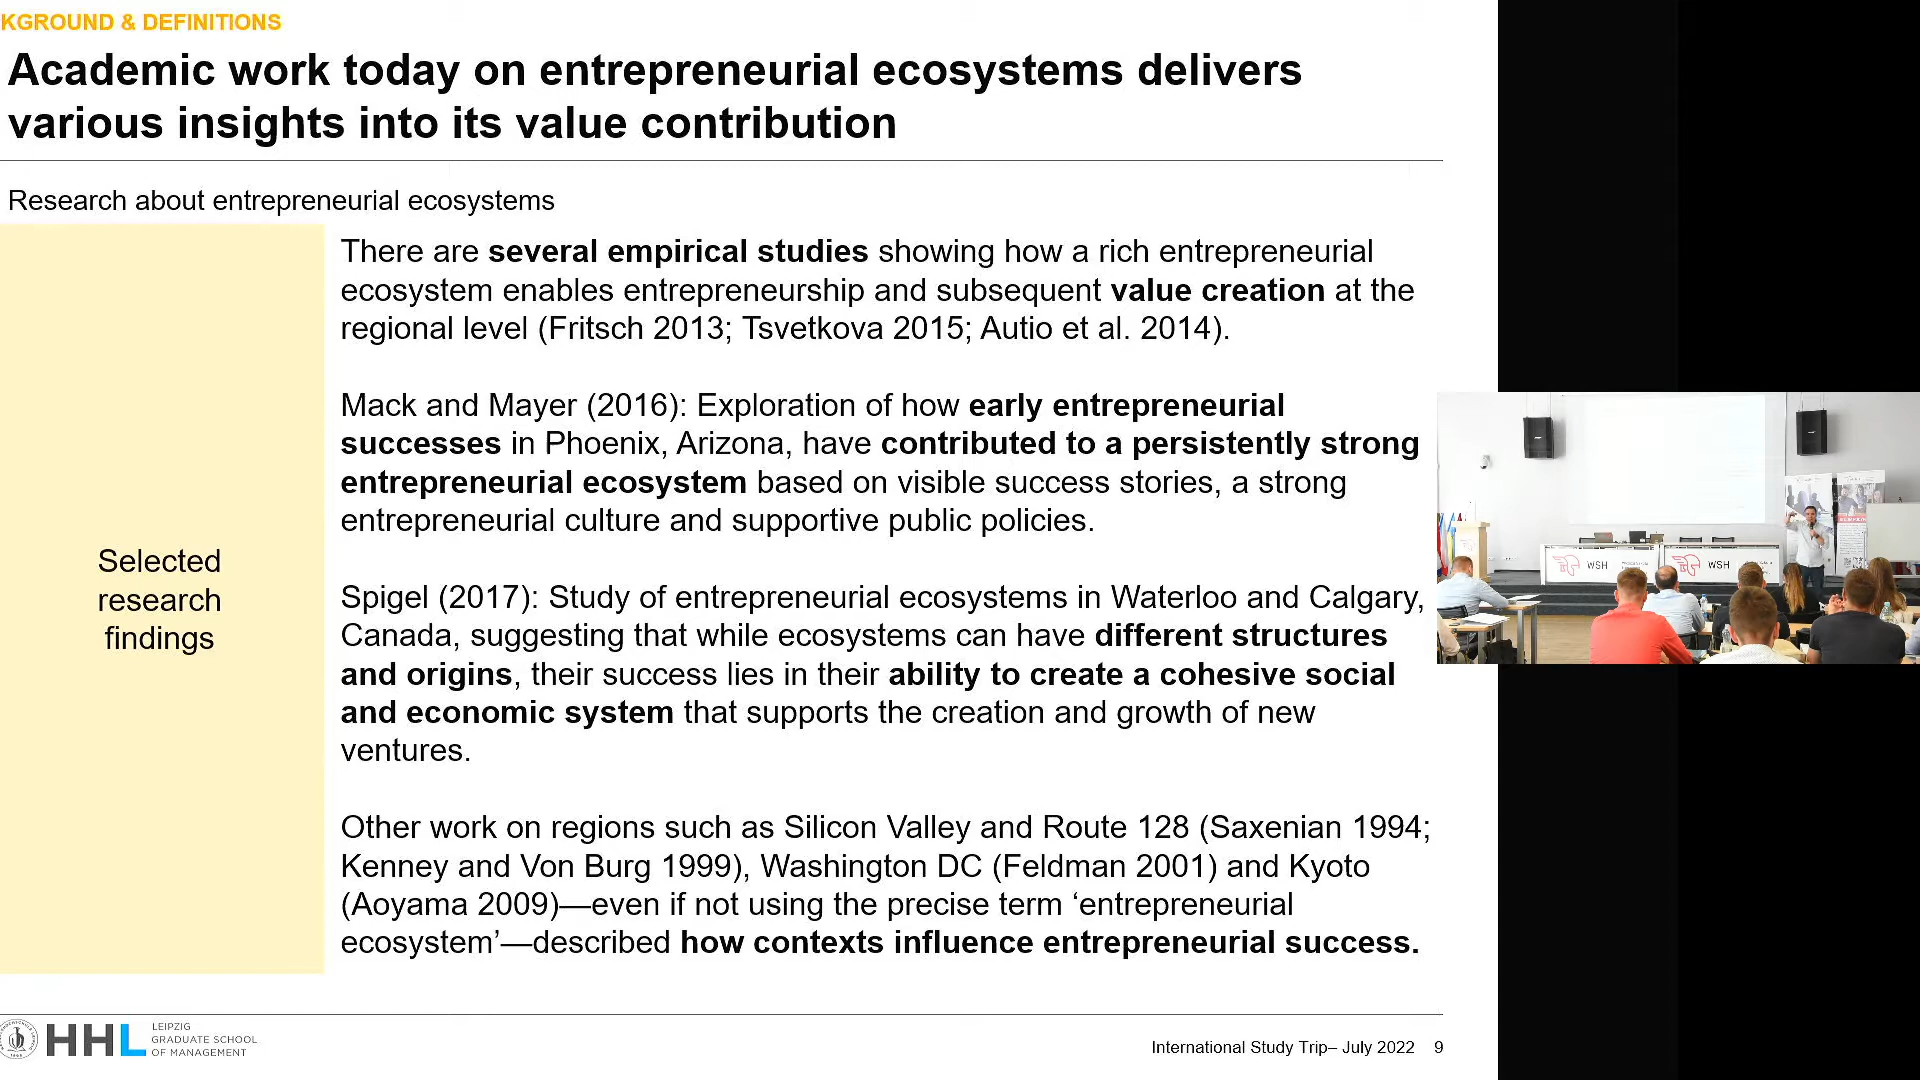 KGROUND & DEFINITIONS
Academic work today on entrepreneurial ecosystems delivers
various insights into its value contribution
Research about entrepreneurial ecosystems
Selected
research
findings
There are several empirical studies showing how a rich entrepreneurial
ecosystem enables entrepreneurship and subsequent value creation at the
regional level (Fritsch 2013; Tsvetkova 2015; Autio et al. 2014).
Mack and Mayer (2016): Exploration of how early entrepreneurial
successes in Phoenix, Arizona, have contributed to a persistently strong
entrepreneurial ecosystem based on visible success stories, a strong
entrepreneurial culture and supportive public policies.
Spigel (2017): Study of entrepreneurial ecosystems in Waterloo and Calgary,
Canada, suggesting that while ecosystems can have different structures
and origins, their success lies in their ability to create a cohesive social
and economic system that supports the creation and growth of new
ventures.
Other work on regions such as Silicon Valley and Route 128 (Saxenian 1994;
Kenney and Von Burg 1999), Washington DC (Feldman 2001) and Kyoto
(Aoyama 2009)—even if not using the precise term ‘entrepreneurial
ecosystem’—described how contexts influence entrepreneurial success.
WSH
WSH
HHL
LEIPZIG
GRADUATE SCHOOL
OF MANAGEMENT
International Study Trip– July 2022 9